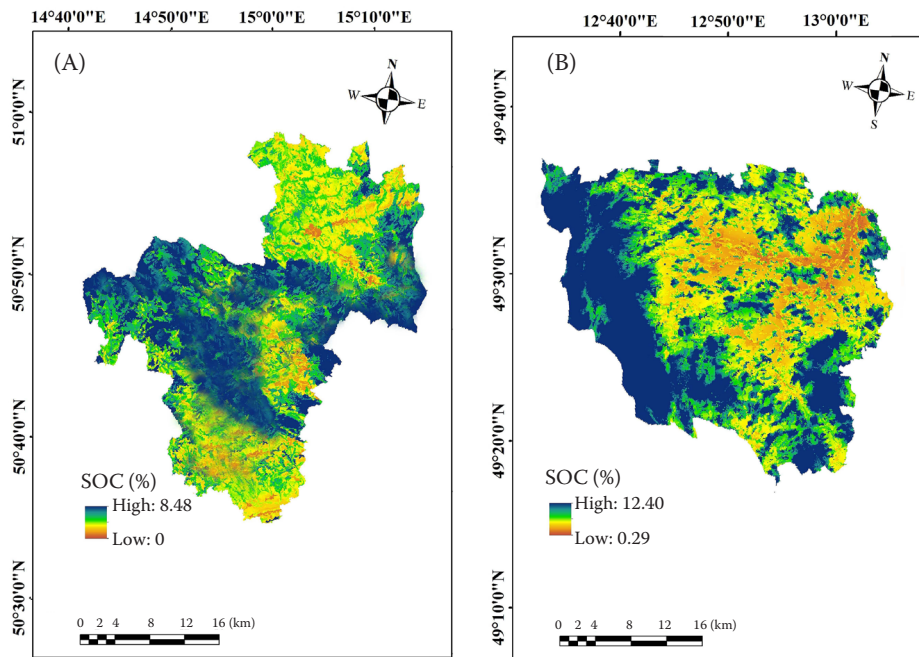 14°40'0"E 14°50'0"E 15°0'0"E 15°10'0"E
(A)
N
W E
51°0'0"N
50°50'0"N
50°40'0"N
50°30'0"N
SOC (%)
High: 8.48
Low: 0
0 2 4 8 12 16 (km)
12°40'0"E 12°50'0"E 13°0'0"E
(B)
N
W E
S
49°40'0"N
49°30'0"N
49°20'0"N
49°10'0"N
SOC (%)
High: 12.40
Low: 0.29
0 2 4 8 12 16 (km)